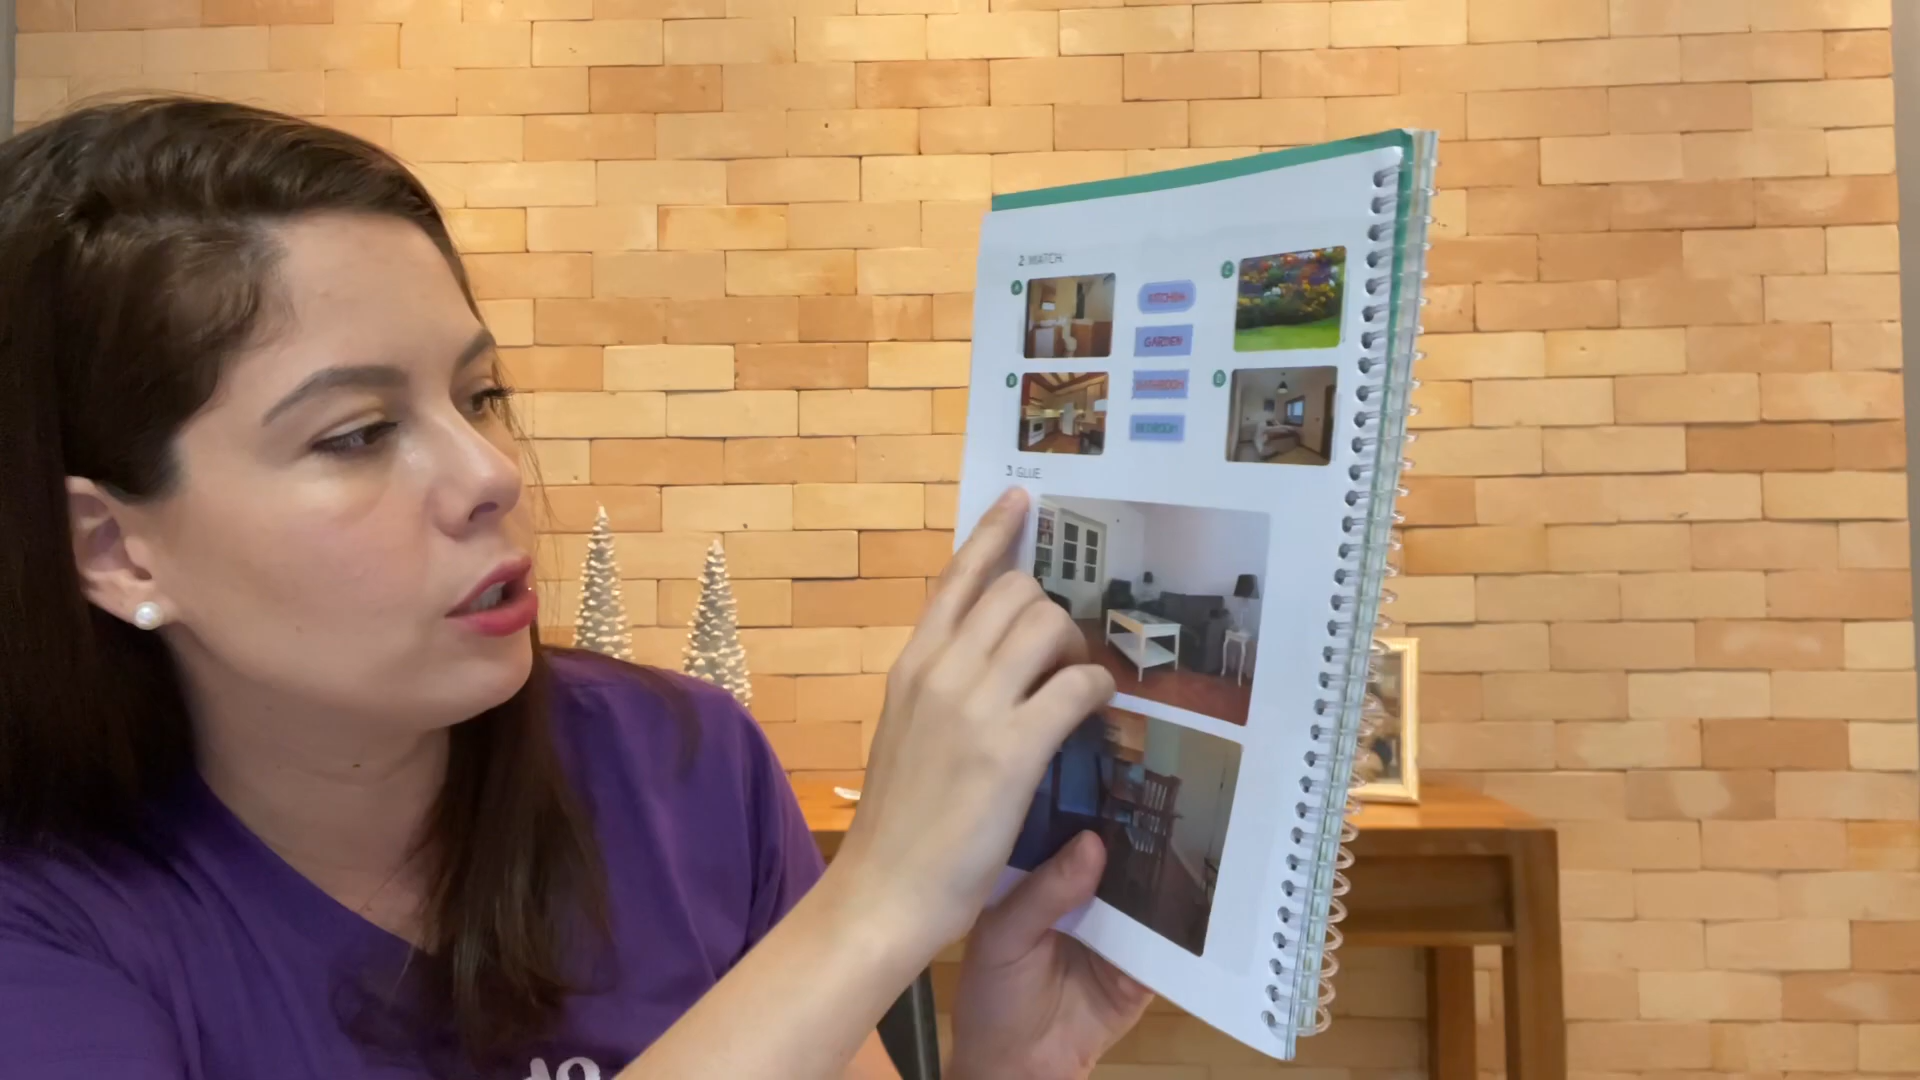 2 MATCH.
A
KITCHEN
C
GARDEN
B
BATHROOM
D
BEDROOM
3 GLUE.